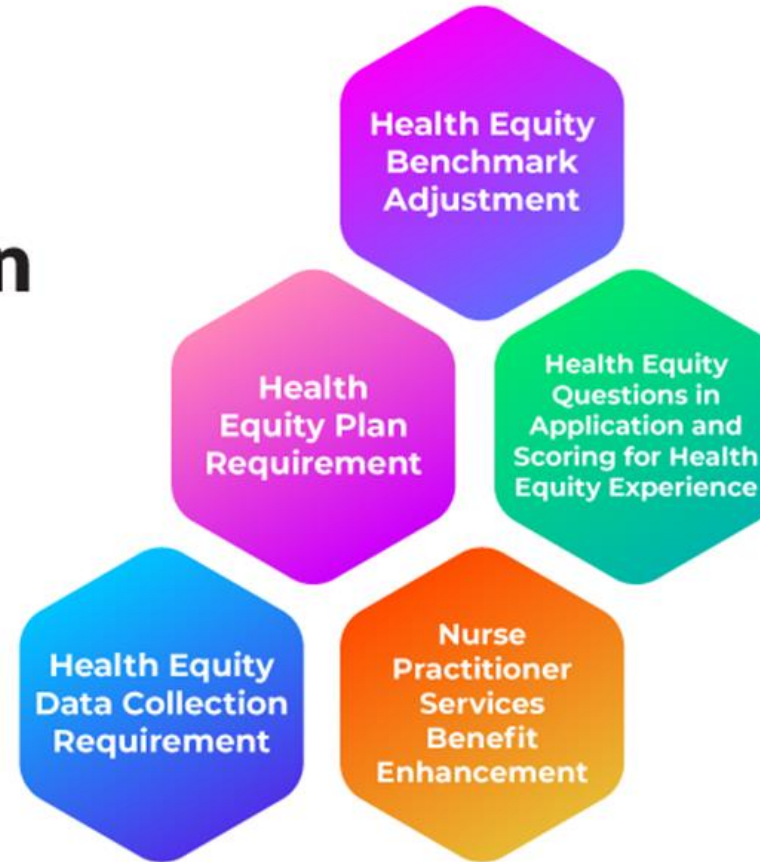 n
Health Equity
Benchmark
Adjustment
Health
Equity Plan
Requirement
Health Equity
Questions in
Application and
Scoring for Health
Equity Experience
Health Equity
Data Collection
Requirement
Nurse
Practitioner
Services
Benefit
Enhancement